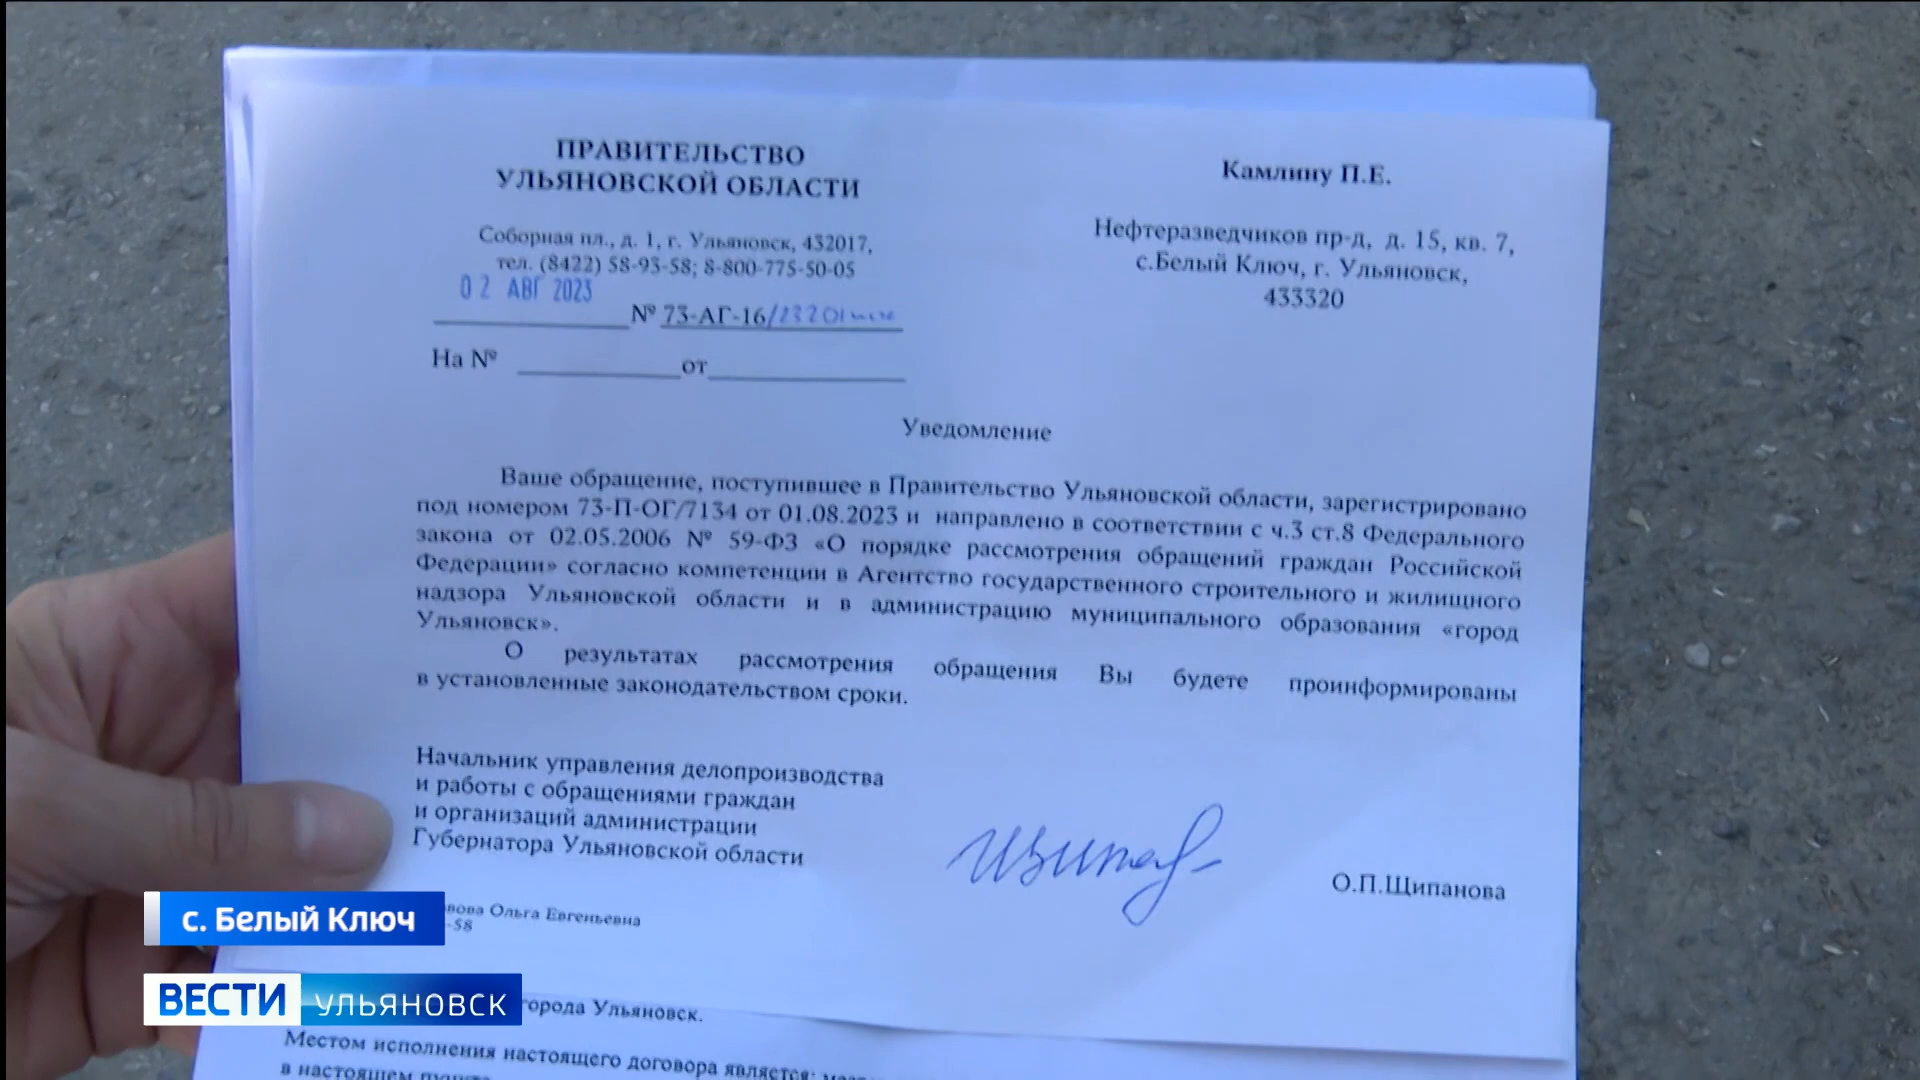 ПРАВИТЕЛЬСТВО
УЛЬЯНОВСКОЙ ОБЛАСТИ
Соборная пл., д. 1, г. Ульяновск, 432017,
тел. (8422) 58-93-58; 8-800-775-50-05
02 АВГ 2023
№ 73-АГ-16/
На № от
Камлину П.Е.
Нефтеразведчиков пр-д, д. 15, кв. 7,
с.Белый Ключ, г. Ульяновск,
433320
Уведомление
Ваше обращение, поступившее в Правительство Ульяновской области, зарегистрировано
под номером 73-П-ОГ/7134 от 01.08.2023 и направлено в соответствии с ч.3 ст.8 Федерального
закона от 02.05.2006 № 59-ФЗ «О порядке рассмотрения обращений граждан Российской
Федерации» согласно компетенции в Агентство государственного строительного и жилищного
надзора Ульяновской области и в администрацию муниципального образования «город
Ульяновск».
О результатах рассмотрения обращения Вы будете проинформированы
в установленные законодательством сроки.
Начальник управления делопроизводства
и работы с обращениями граждан
и организаций администрации
Губернатора Ульяновской области
О.П.Щипанова
Ольга Евгеньевна
-58
с. Белый Ключ
ВЕСТИ УЛЬЯНОВСК
города Ульяновск.
Местом исполнения настоящего договора является:
в настоящем